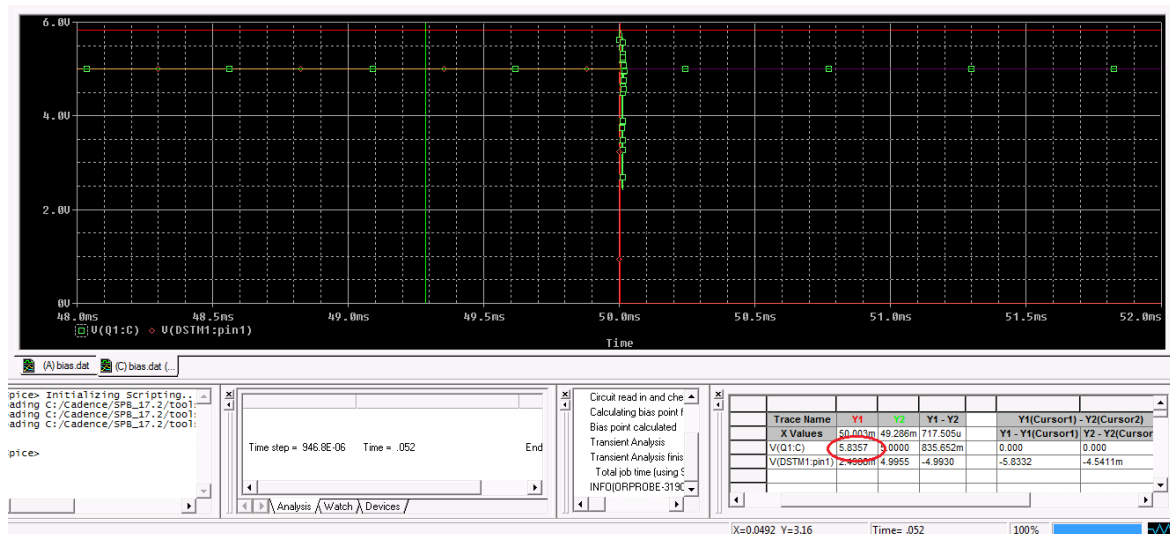 6.0V
4.0V
2.0V
0V
48.0ms 48.5ms 49.0ms 49.5ms 50.0ms 50.5ms 51.0ms 51.5ms 52.0ms
V(Q1:C) V(DSTM1:pin1)
Time
(A) bias.dat (C) bias.dat (...
pice> Initializing Scripting..
ading C:/Cadence/SPB_17.2/tool:
ading C:/Cadence/SPB_17.2/tool:
pice>
Time step = 946.8E-06 Time = .052 End
Analysis Watch Devices
Circuit read in and che
Calculating bias point f
Bias point calculated
Transient Analysis
Transient Analysis finis
Total job time (using S
INFO(ORPROBE-3190
Trace Name Y1 Y2 Y1 - Y2 Y1(Cursor1) - Y2(Cursor2)
X Values 50.003m 49.286m 717.505u Y1 - Y1(Cursor1) Y2 - Y2(Cursor
V(Q1:C) 5.8357 5.0000 835.652m 0.000 0.000
V(DSTM1:pin1) 4.9955 -4.9930 -5.8332 -4.5411m
X=0.0492 Y=3.16 Time= .052 100%